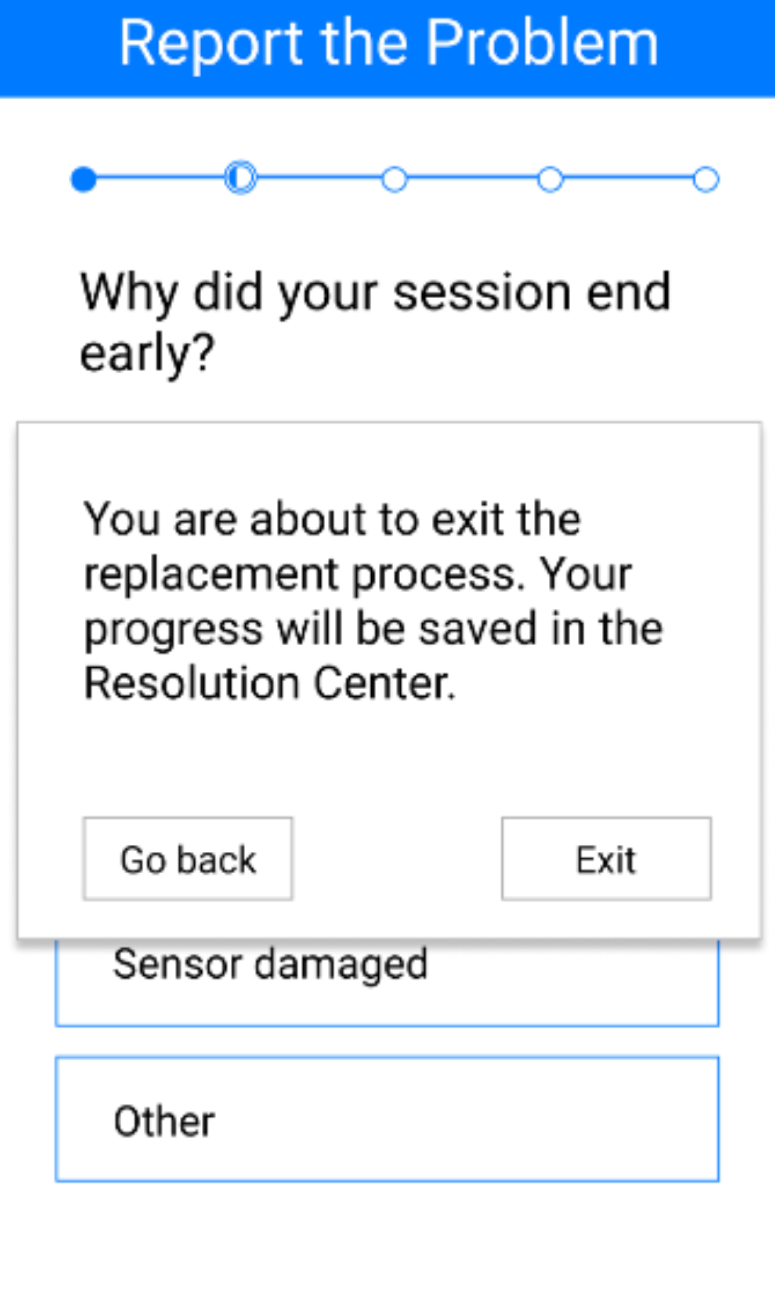 Report the Problem
Why did your session end
early?
You are about to exit the
replacement process. Your
progress will be saved in the
Resolution Center.
Go back
Exit
Sensor damaged
Other